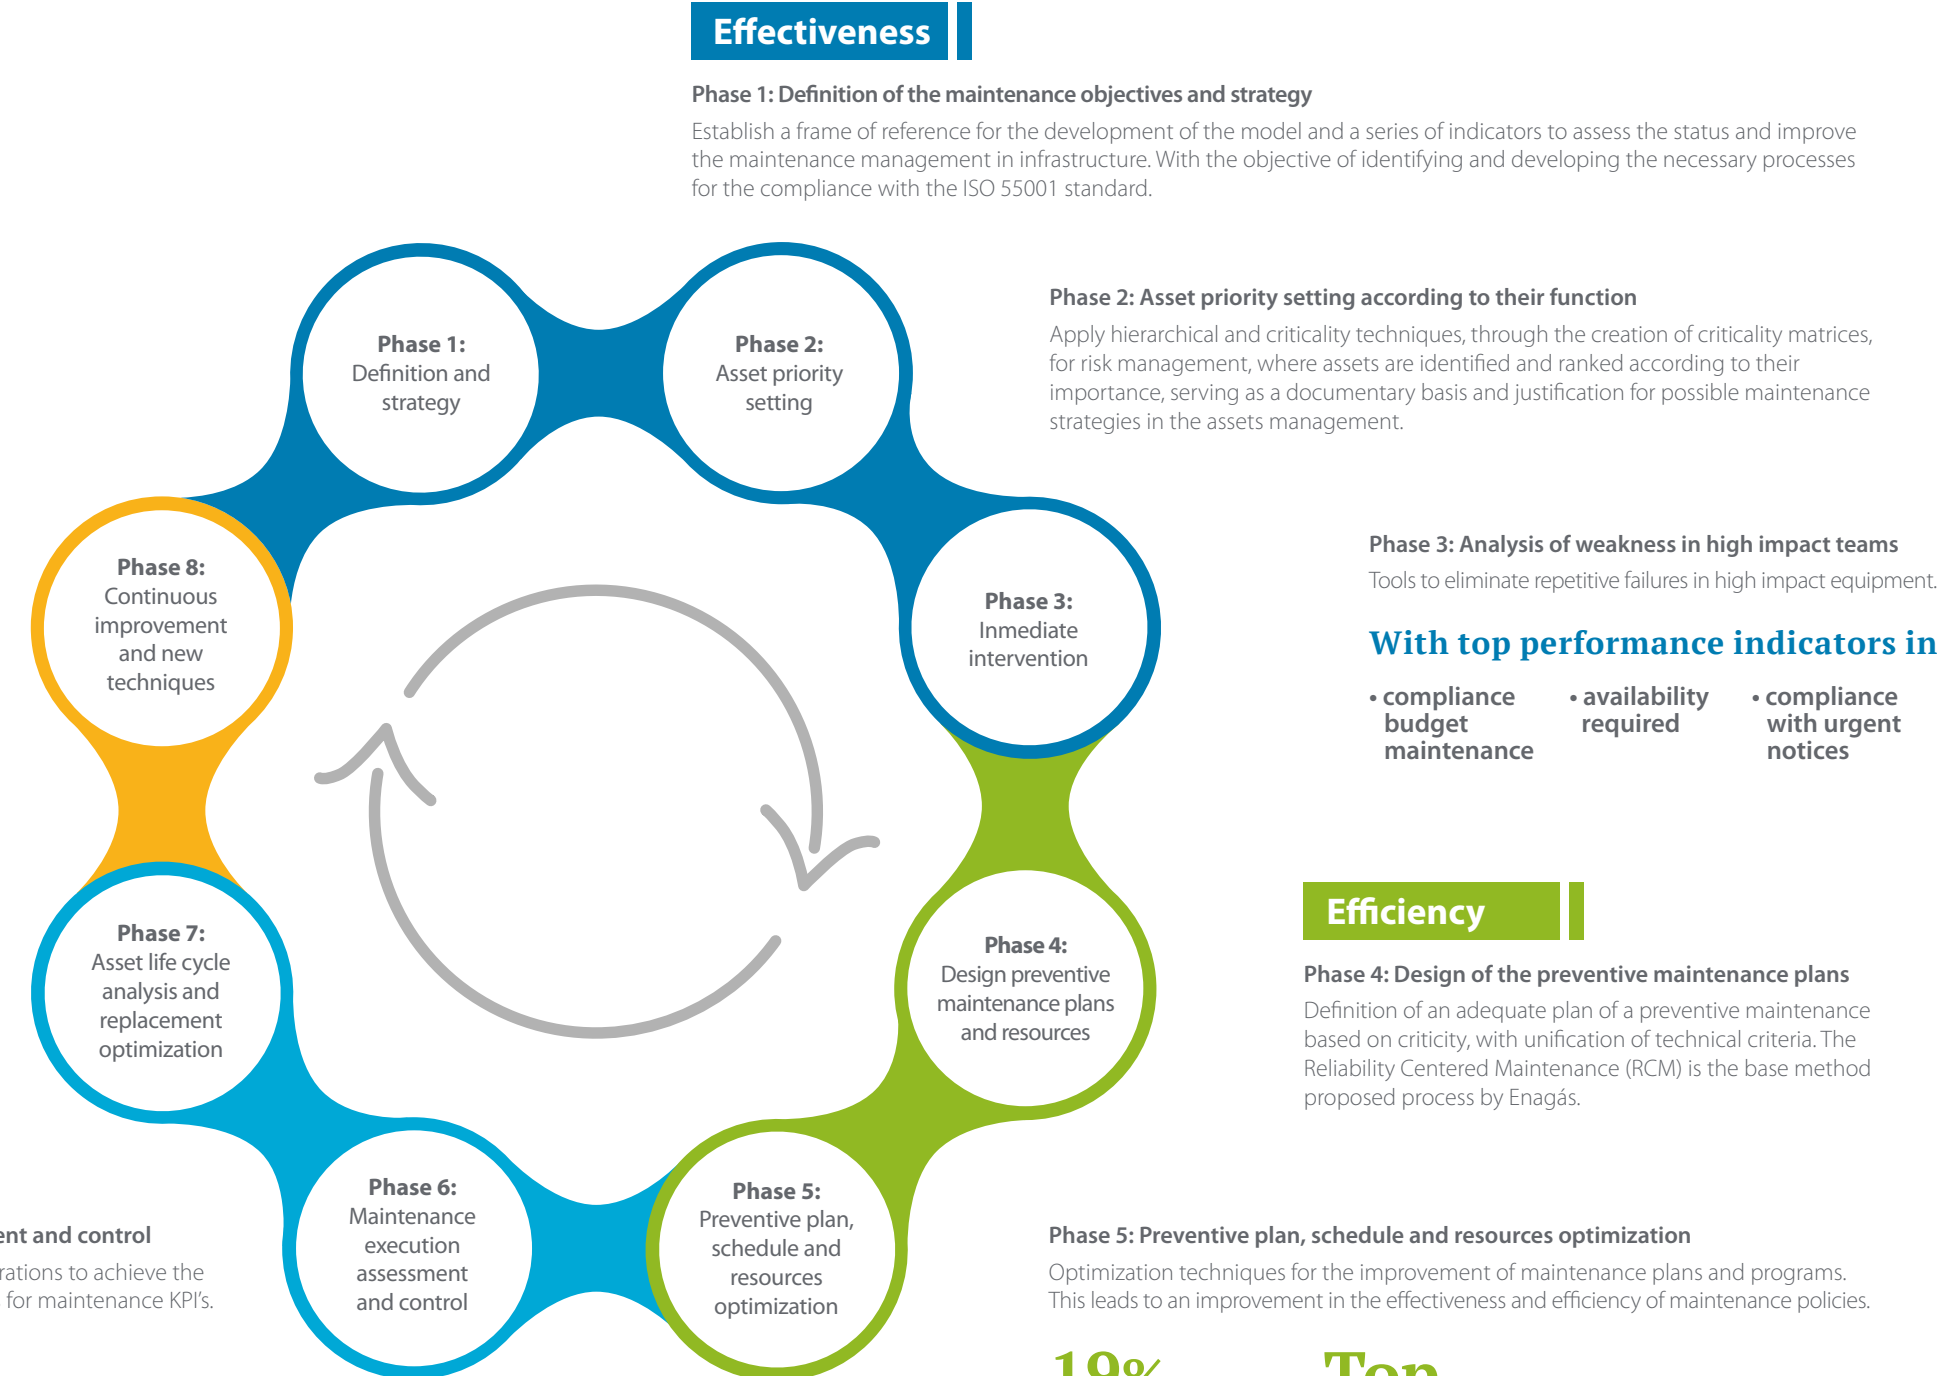 Effectiveness
Phase 1: Definition of the maintenance objectives and strategy
Establish a frame of reference for the development of the model and a series of indicators to assess the status and improve
the maintenance management in infrastructure. With the objective of identifying and developing the necessary processes
for the compliance with the ISO 55001 standard.
Phase 1:
Definition and
strategy
Phase 2:
Asset priority
setting
Phase 2: Asset priority setting according to their function
Apply hierarchical and criticality techniques, through the creation of criticality matrices,
for risk management, where assets are identified and ranked according to their
importance, serving as a documentary basis and justification for possible maintenance
strategies in the assets management.
Phase 8:
Continuous
improvement
and new
techniques
Phase 3:
Inmediate
intervention
Phase 3: Analysis of weakness in high impact teams
Tools to eliminate repetitive failures in high impact equipment.
With top performance indicators in
• compliance
budget
maintenance
• availability
required
• compliance
with urgent
notices
Phase 7:
Asset life cycle
analysis and
replacement
optimization
Phase 4:
Design preventive
maintenance plans
and resources
Efficiency
Phase 4: Design of the preventive maintenance plans
Definition of an adequate plan of a preventive maintenance
based on criticity, with unification of technical criteria. The
Reliability Centered Maintenance (RCM) is the base method
proposed process by Enagás.
ent and control
rations to achieve the
for maintenance KPI's.
Phase 6:
Maintenance
execution
assessment
and control
Phase 5:
Preventive plan,
schedule and
resources
optimization
Phase 5: Preventive plan, schedule and resources optimization
Optimization techniques for the improvement of maintenance plans and programs.
This leads to an improvement in the effectiveness and efficiency of maintenance policies.
19%
Top